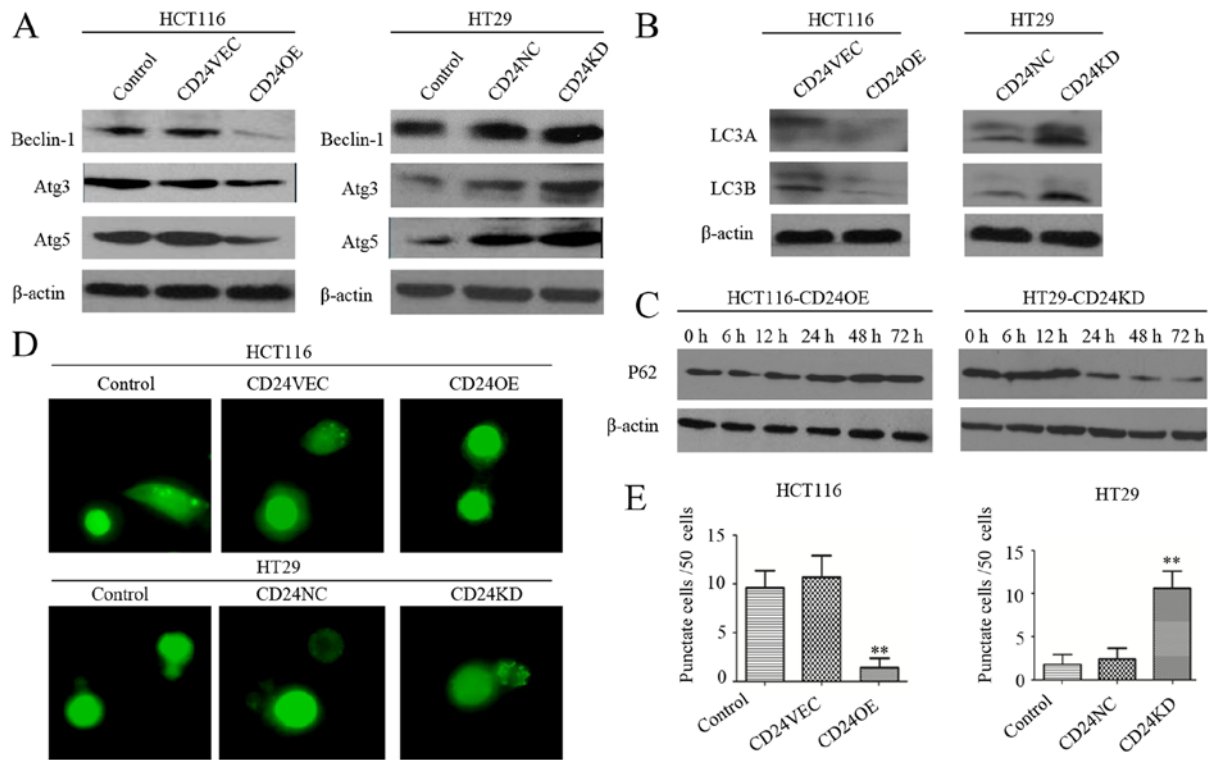 A
HCT116
HT29
Control
CD24VEC
CD24OE
Control
CD24NC
CD24KD
Beclin-1
Beclin-1
Atg3
Atg3
Atg5
Atg5
β-actin
β-actin
B
HCT116
HT29
CD24VEC
CD24OE
CD24NC
CD24KD
LC3A
LC3B
β-actin
C
HCT116-CD24OE
HT29-CD24KD
0 h 6 h 12 h 24 h 48 h 72 h
0 h 6 h 12 h 24 h 48 h 72 h
P62
β-actin
D
HCT116
Control
CD24VEC
CD24OE
HT29
Control
CD24NC
CD24KD
E
HCT116
Punctate cells /50 cells
15
10
5
0
**
Control
CD24VEC
CD24OE
HT29
Punctate cells /50 cells
15
10
5
0
**
Control
CD24NC
CD24KD